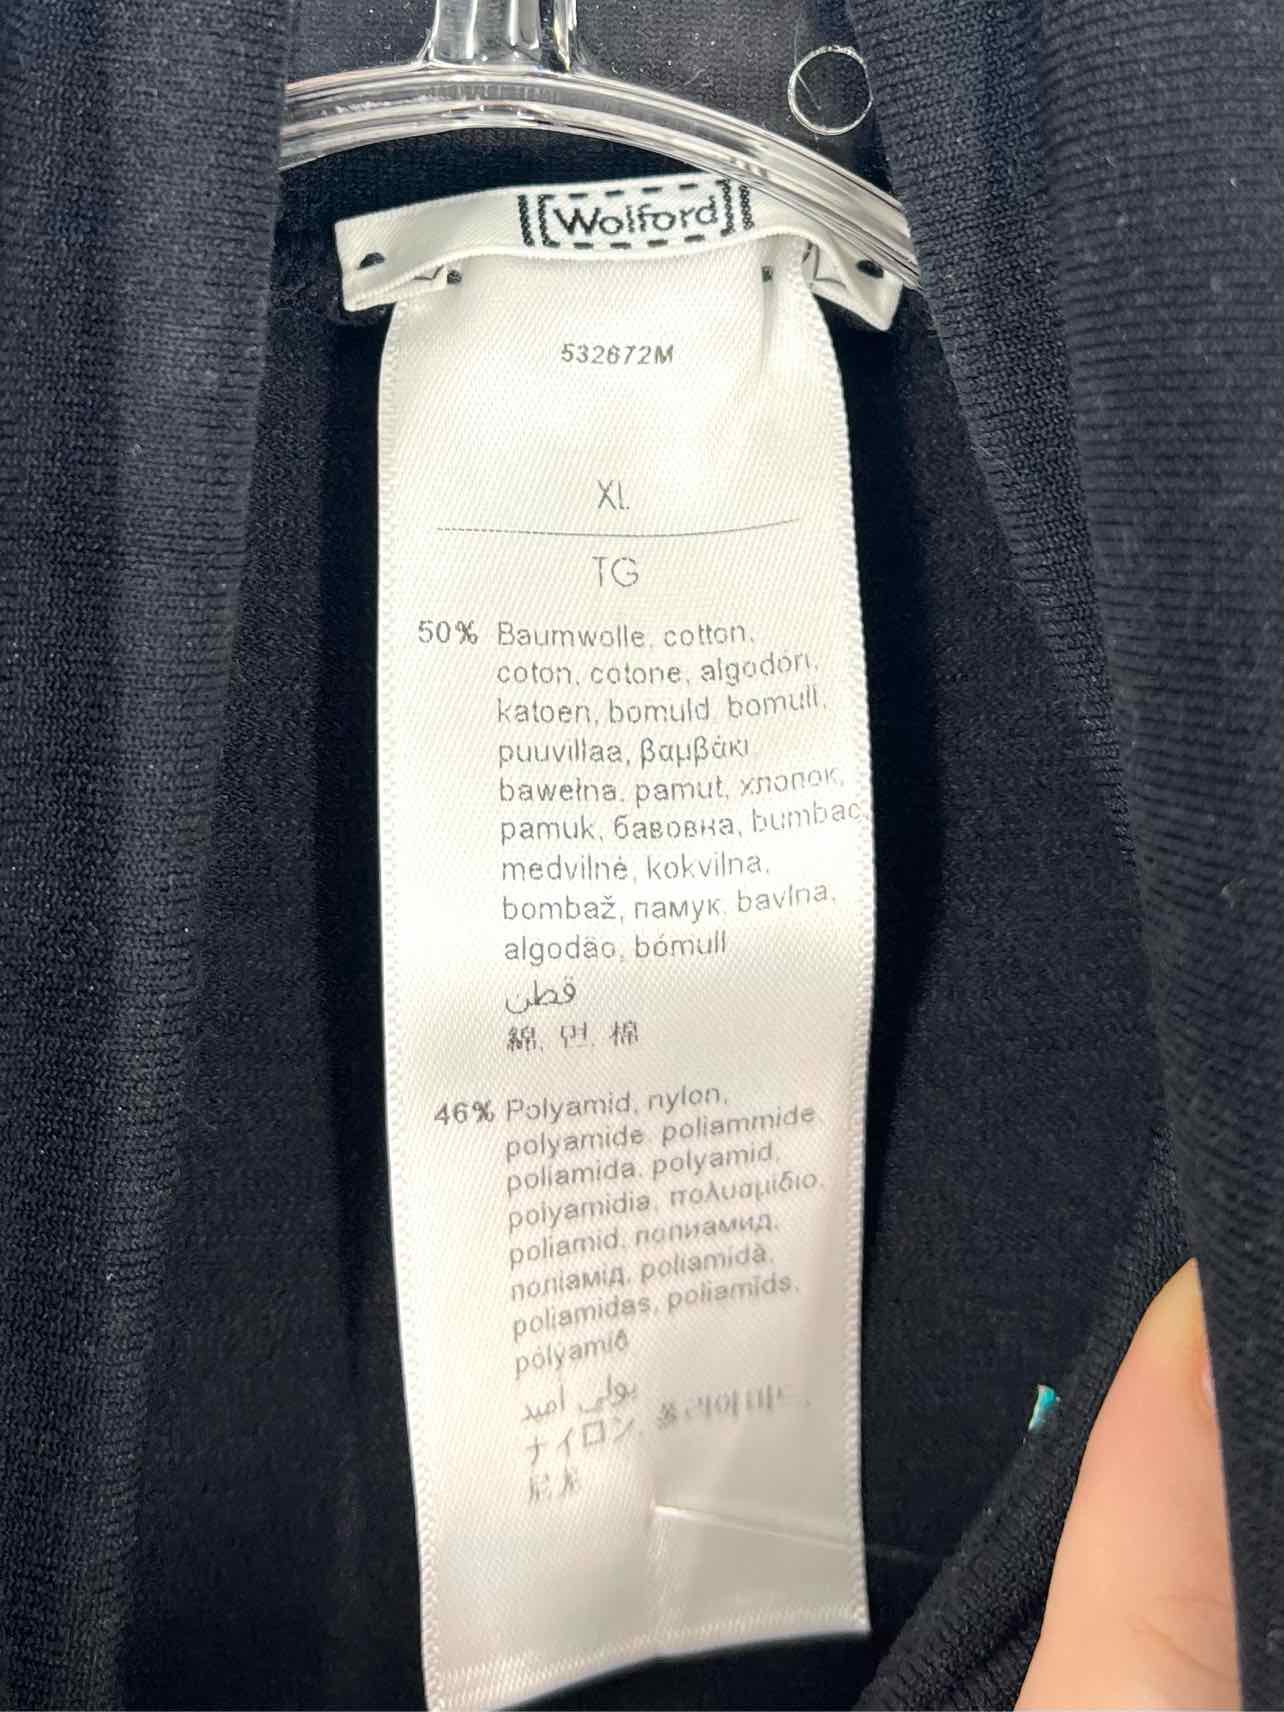 Wolford
532672M
XL
TG
50% Baumwolle, cotton,
coton, cotone, algodón,
katoen, bomuld, bomull,
puuvillaa, βαμβάκι,
bawełna, pamut, хлопок,
pamuk, бавовна, bumbac,
medvilnė, kokvilna,
bombaž, памук, bavlna,
algodão, bómull
قطن
綿, 면, 棉
46% Polyamid, nylon,
polyamide, poliammide
poliamida, polyamid,
polyamidia, πολυαμίδιο,
poliamid, полиамид,
поліамід, poliamidă,
poliamidas, poliamīds,
pólýamíð
بولي أميد
ナイロン, 폴리아미드,
尼龙